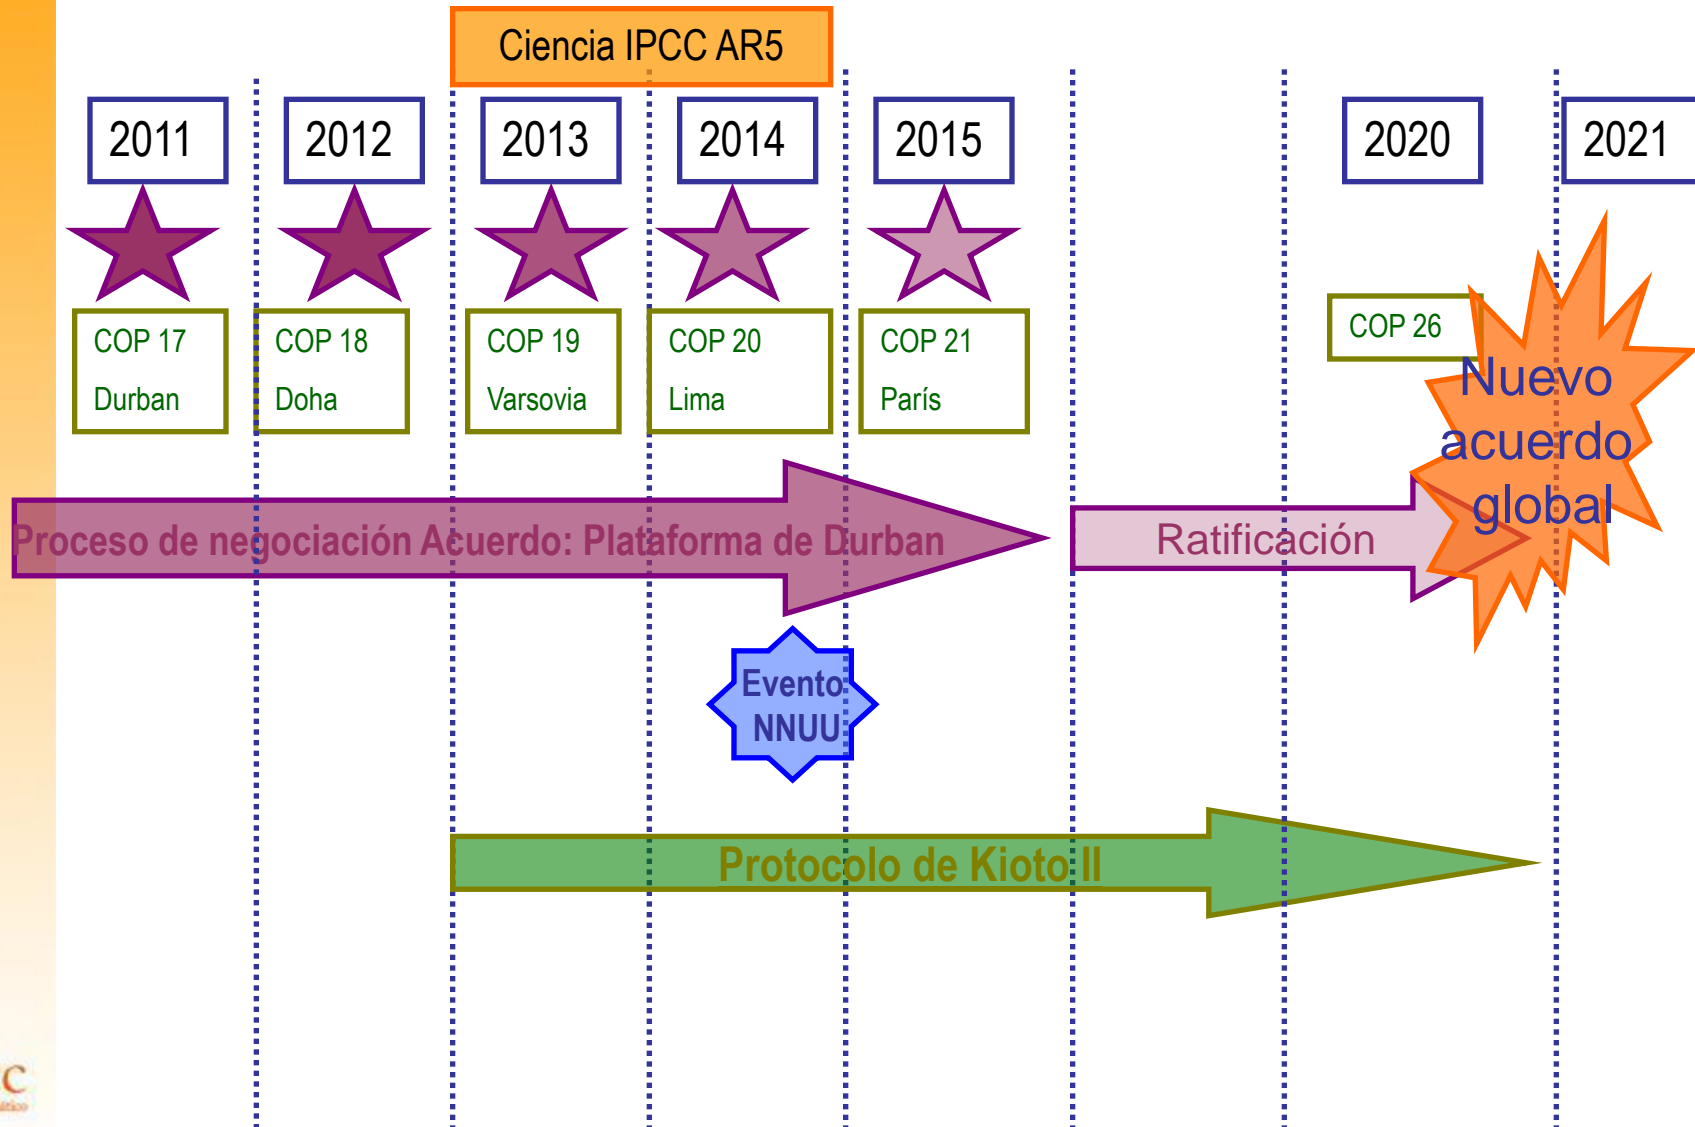 Ciencia IPCC AR5
2011
2012
2013
2014
2015
2020
2021
COP 17
Durban
COP 18
Doha
COP 19
Varsovia
COP 20
Lima
COP 21
París
COP 26
Nuevo
acuerdo
global
Proceso de negociación Acuerdo: Plataforma de Durban
Ratificación
Evento
NNUU
Protocolo de Kioto II
C